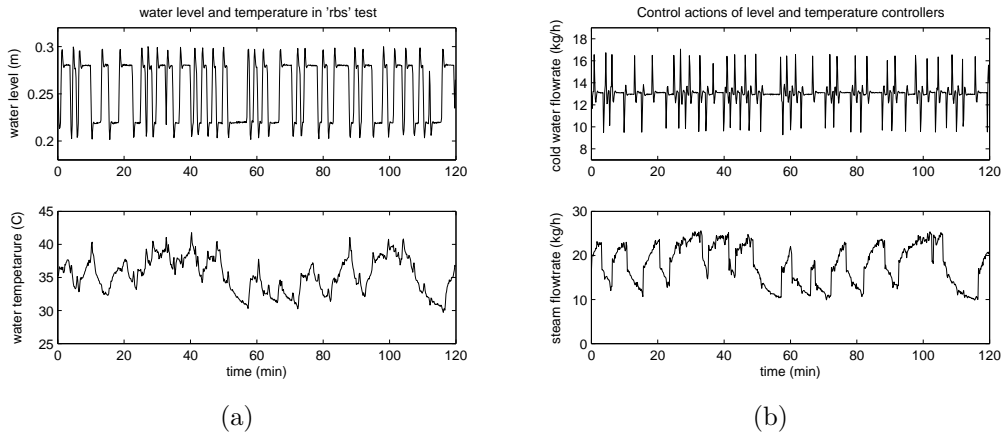 water level and temperature in 'rbs' test
water level (m)
0.3
0.25
0.2
0 20 40 60 80 100 120
water tempetarure (C)
45
40
35
30
25
0 20 40 60 80 100 120
time (min)
(a)
Control actions of level and temperature controllers
cold water flowrate (kg/h)
18
16
14
12
10
8
0 20 40 60 80 100 120
steam flowtrate (kg/h)
30
20
10
0
0 20 40 60 80 100 120
time (min)
(b)